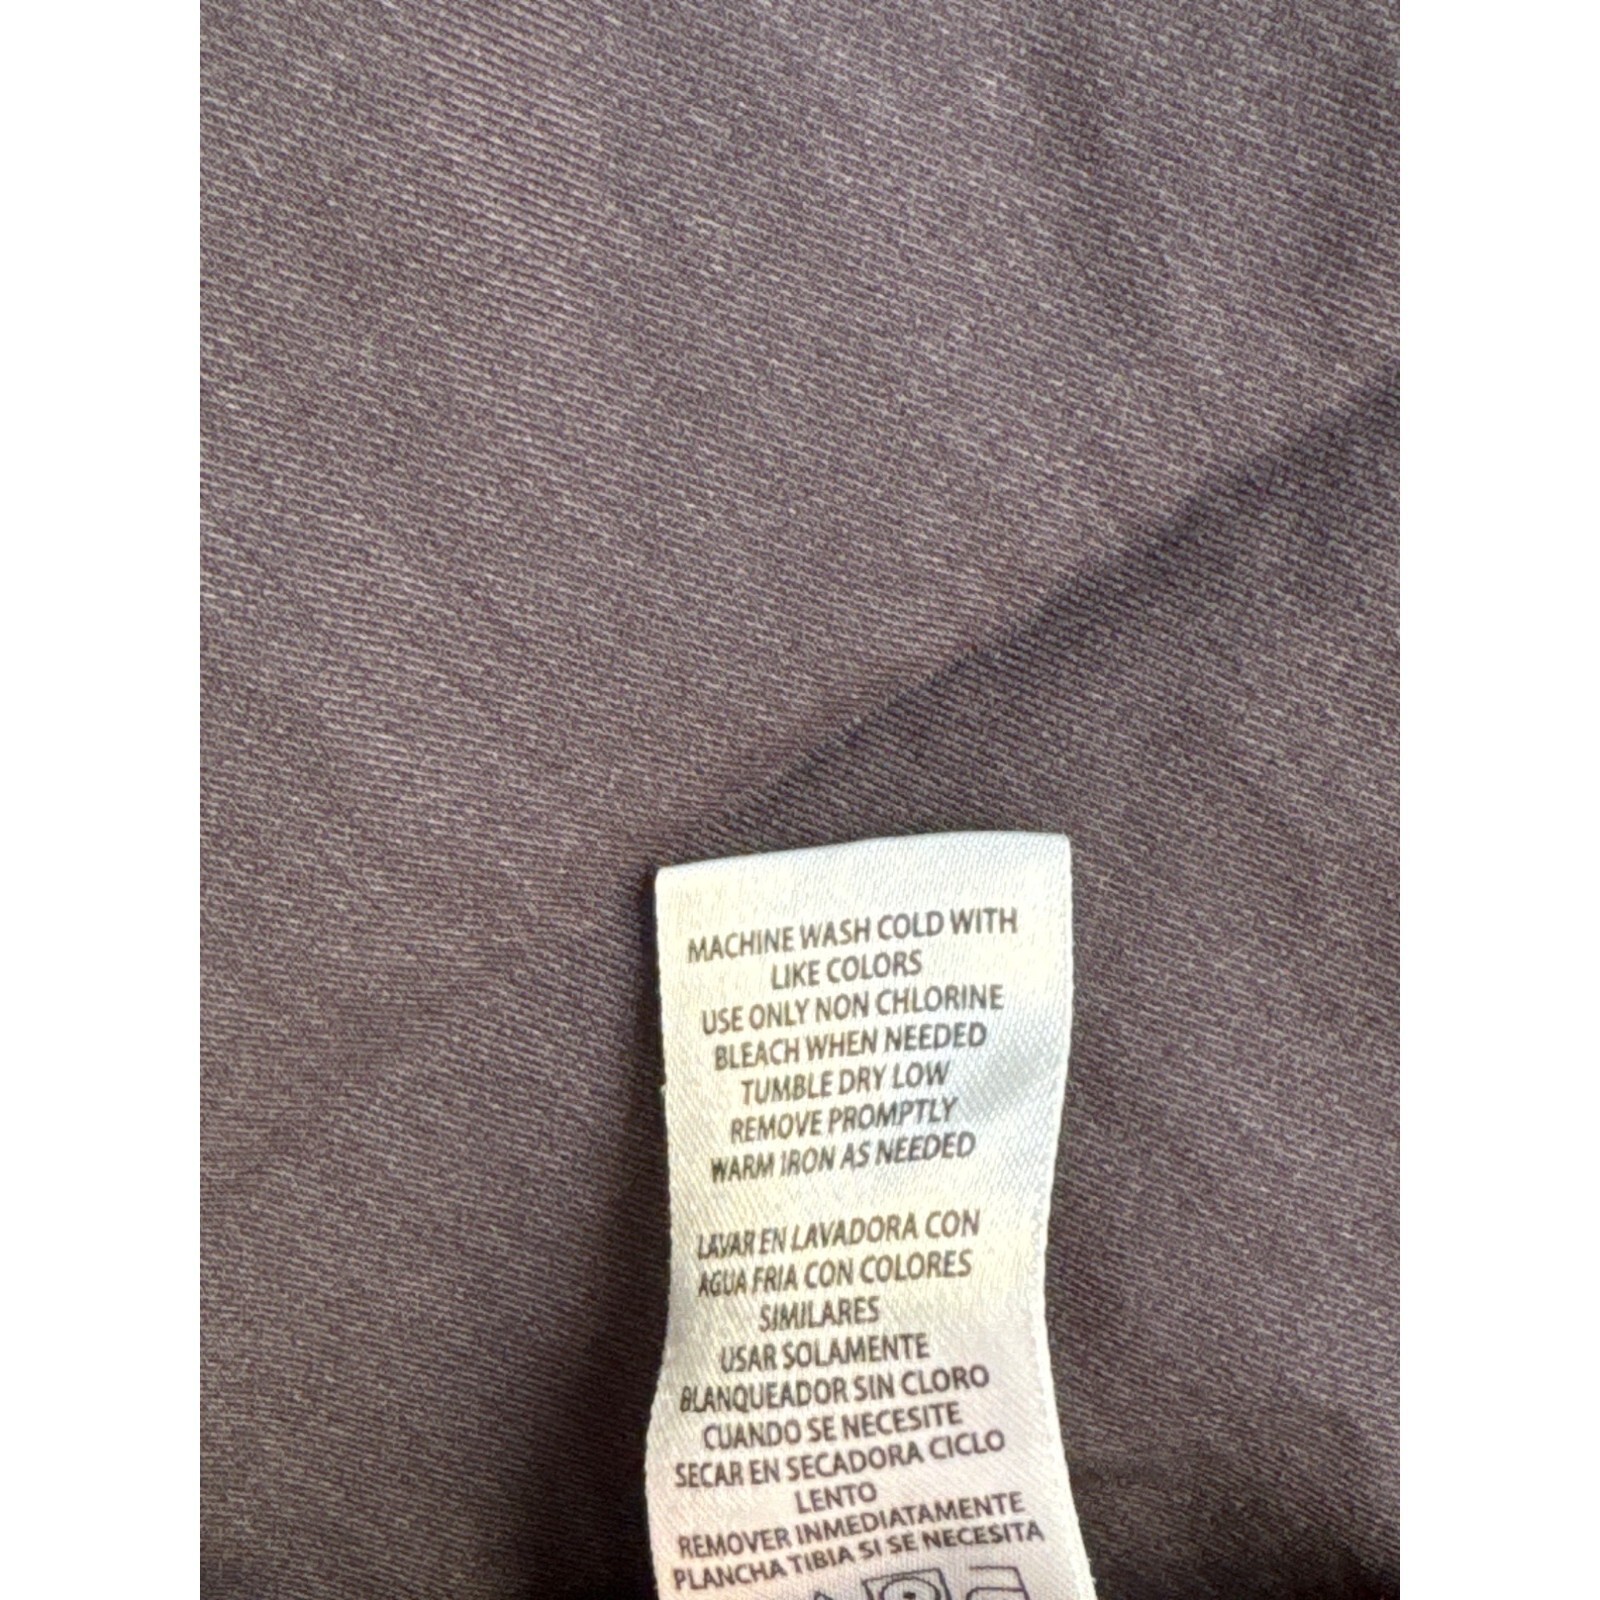 MACHINE WASH COLD WITH
LIKE COLORS
USE ONLY NON CHLORINE
BLEACH WHEN NEEDED
TUMBLE DRY LOW
REMOVE PROMPTLY
WARM IRON AS NEEDED
LAVAR EN LAVADORA CON
AGUA FRIA CON COLORES
SIMILARES
USAR SOLAMENTE
BLANQUEADOR SIN CLORO
CUANDO SE NECESITE
SECAR EN SECADORA CICLO
LENTO
REMOVER INMEDIATAMENTE
PLANCHA TIBIA SI SE NECESITA